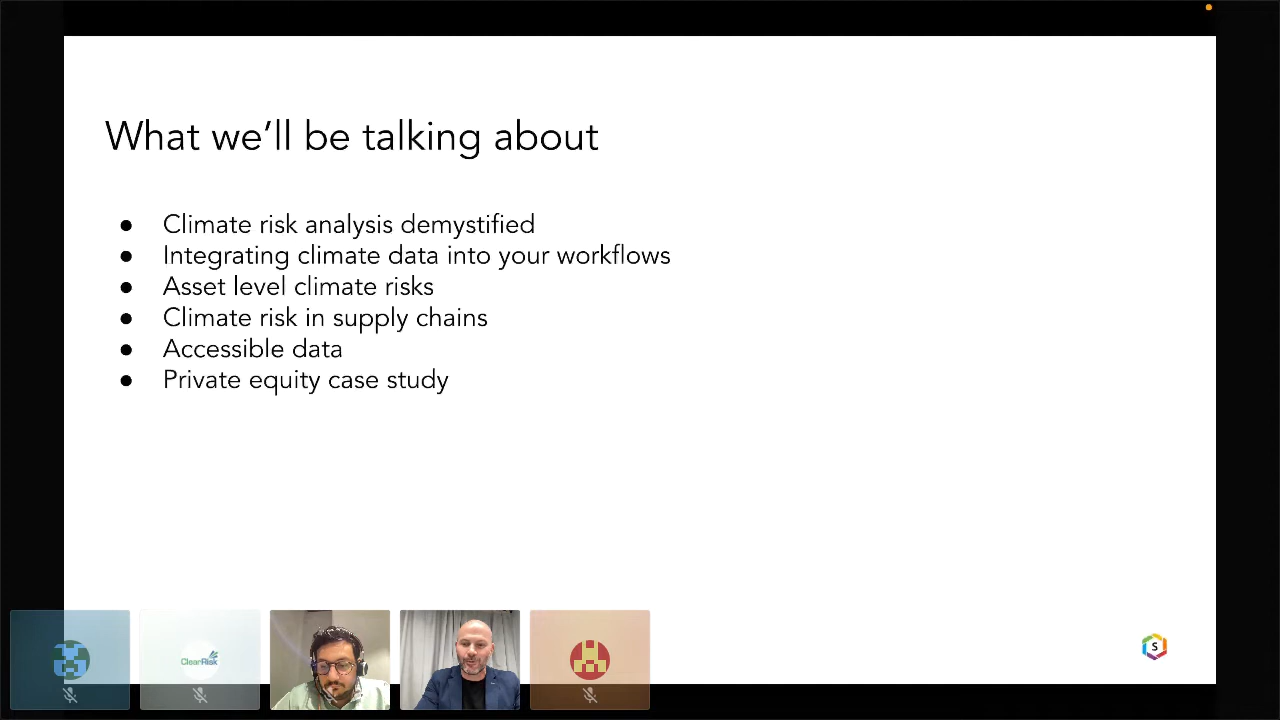 What we’ll be talking about
● Climate risk analysis demystified
● Integrating climate data into your workflows
● Asset level climate risks
● Climate risk in supply chains
● Accessible data
● Private equity case study
ClearRisk
S